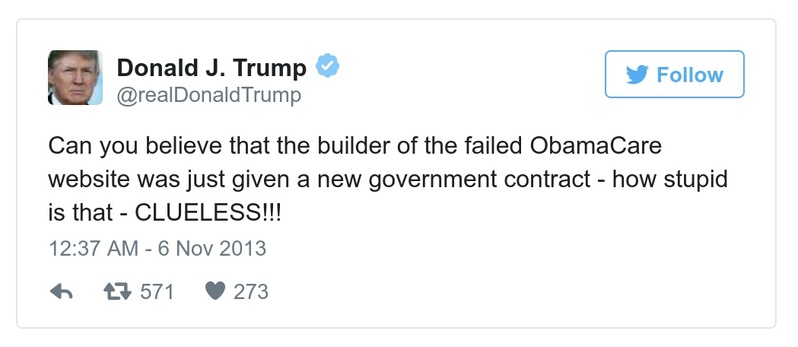 Donald J. Trump
@realDonaldTrump
Follow
Can you believe that the builder of the failed ObamaCare
website was just given a new government contract - how stupid
is that - CLUELESS!!!
12:37 AM - 6 Nov 2013
571 273